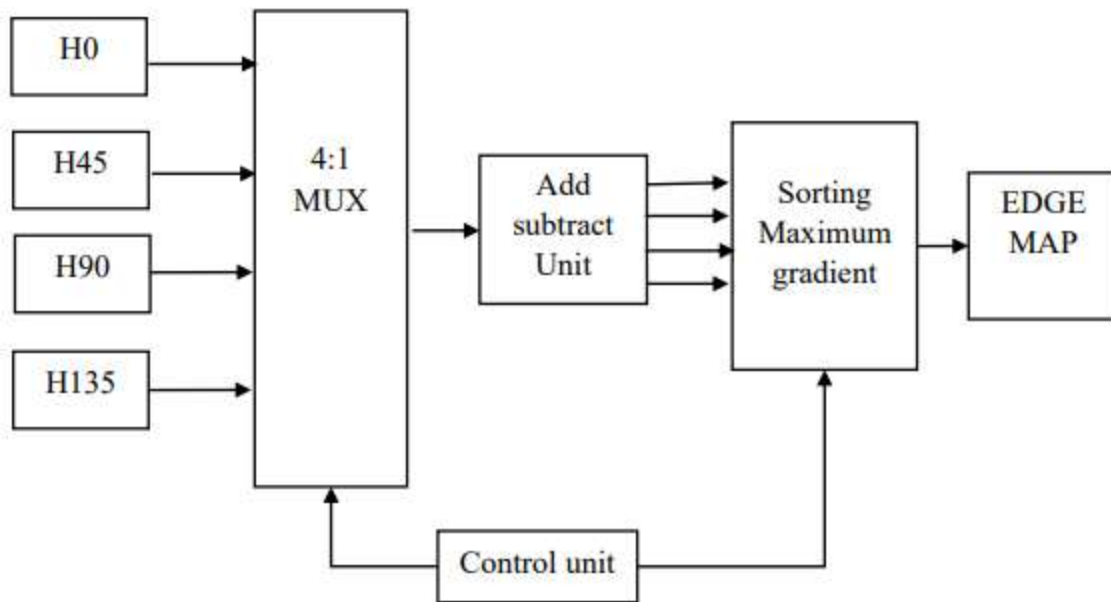 H0
H45
H90
H135
4:1
MUX
Add
subtract
Unit
Sorting
Maximum
gradient
EDGE
MAP
Control unit